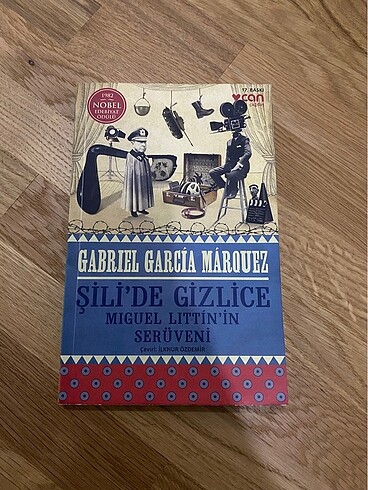 1982
NOBEL
EDEBİYAT
ÖDÜLÜ
17. BASKI
can
GABRIEL GARCÍA MÁRQUEZ
ŞİLİ'DE GİZLİCE
MIGUEL LITTÍN'İN
SERÜVENİ
Çeviri: İLKNUR ÖZDEMİR